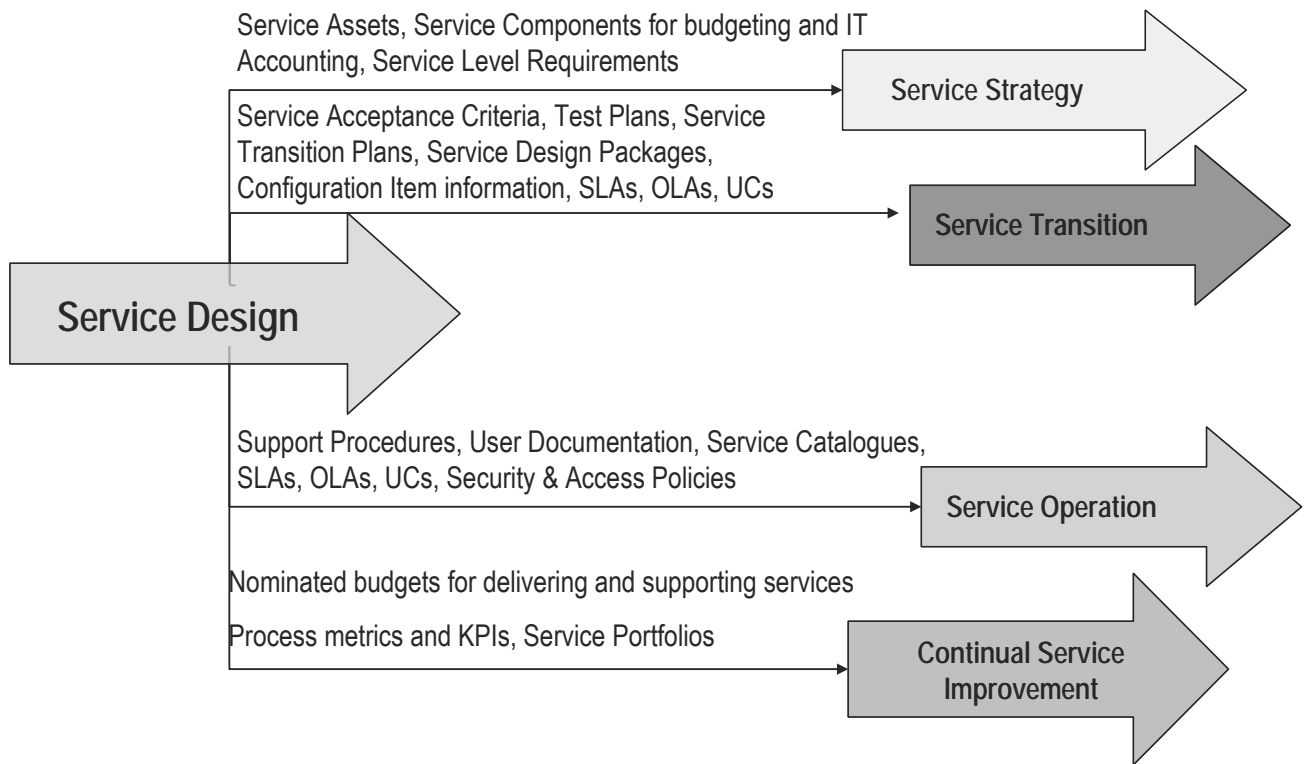 Service Assets, Service Components for budgeting and IT
Accounting, Service Level Requirements
Service Strategy
Service Acceptance Criteria, Test Plans, Service
Transition Plans, Service Design Packages,
Configuration Item information, SLAs, OLAs, UCs
Service Transition
Service Design
Support Procedures, User Documentation, Service Catalogues,
SLAs, OLAs, UCs, Security & Access Policies
Service Operation
Nominated budgets for delivering and supporting services
Process metrics and KPIs, Service Portfolios
Continual Service
Improvement